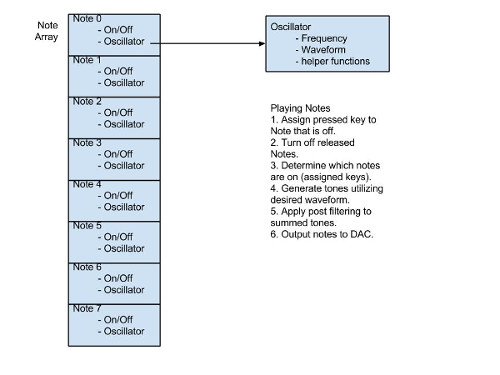 Note
Array
Note 0
- On/Off
- Oscillator
Note 1
- On/Off
- Oscillator
Note 2
- On/Off
- Oscillator
Note 3
- On/Off
- Oscillator
Note 4
- On/Off
- Oscillator
Note 5
- On/Off
- Oscillator
Note 6
- On/Off
- Oscillator
Note 7
- On/Off
- Oscillator
Oscillator
- Frequency
- Waveform
- helper functions
Playing Notes
1. Assign pressed key to
Note that is off.
2. Turn off released
Notes.
3. Determine which notes
are on (assigned keys).
4. Generate tones utilizing
desired waveform.
5. Apply post filtering to
summed tones.
6. Output notes to DAC.